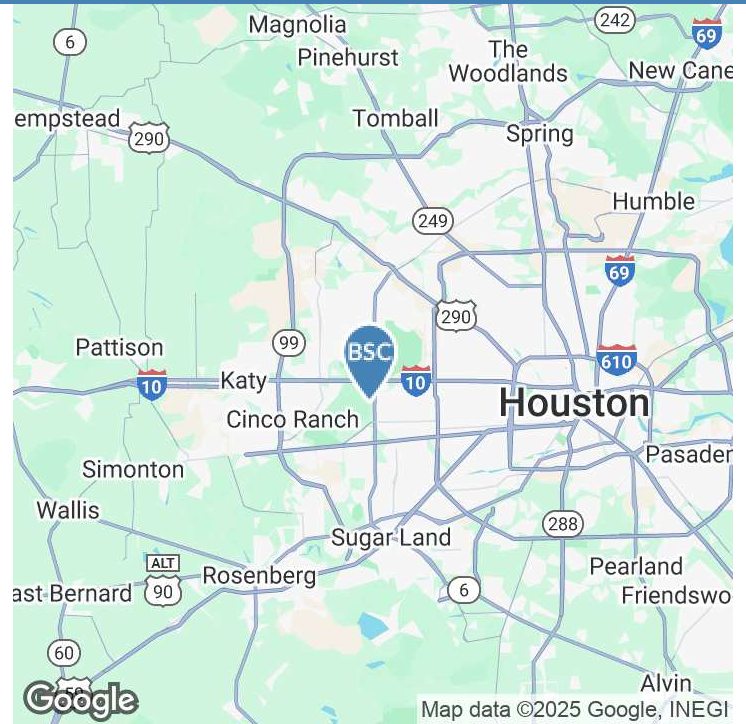 242
Magnolia
6
69
The
Woodlands
Pinehurst
New Cane
empstead
Tomball
290
Spring
Humble
249
69
290
99
Pattison
BSC
610
10
Katy
10
Houston
Cinco Ranch
Pasader
Simonton
Wallis
288
Sugar Land
ALT
90
Rosenberg
Pearland
ast Bernard
6
Friendswo
60
Alvin
59
Google
Map data ©2025 Google, INEGI